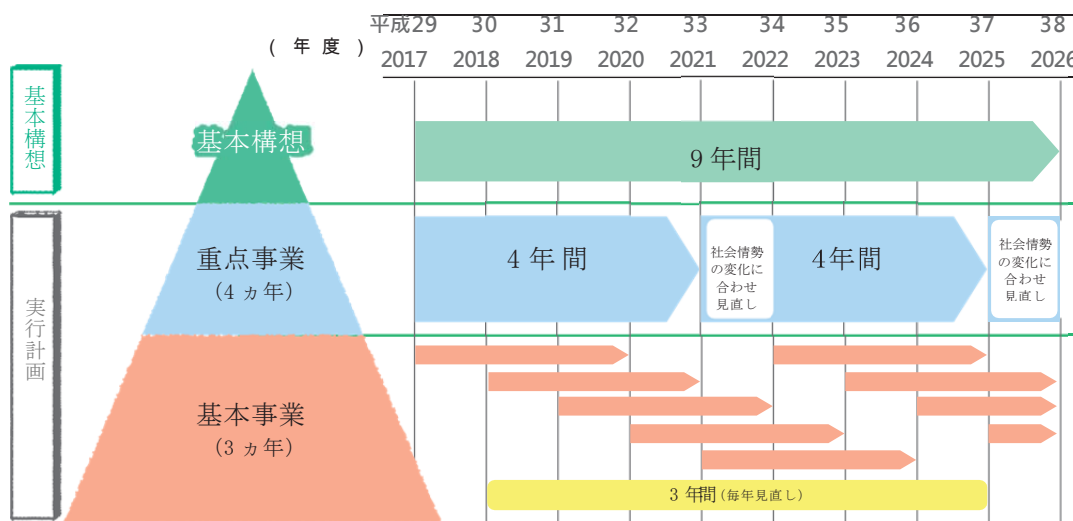 平成29 30 31 32 33 34 35 36 37 38
(年度)
2017 2018 2019 2020 2021 2022 2023 2024 2025 2026
基本構想
基本構想
9年間
実行計画
重点事業
(4ヵ年)
4年間
社会情勢
の変化に
合わせ
見直し
4年間
社会情勢
の変化に
合わせ
見直し
基本事業
(3ヵ年)
3年間(毎年見直し)